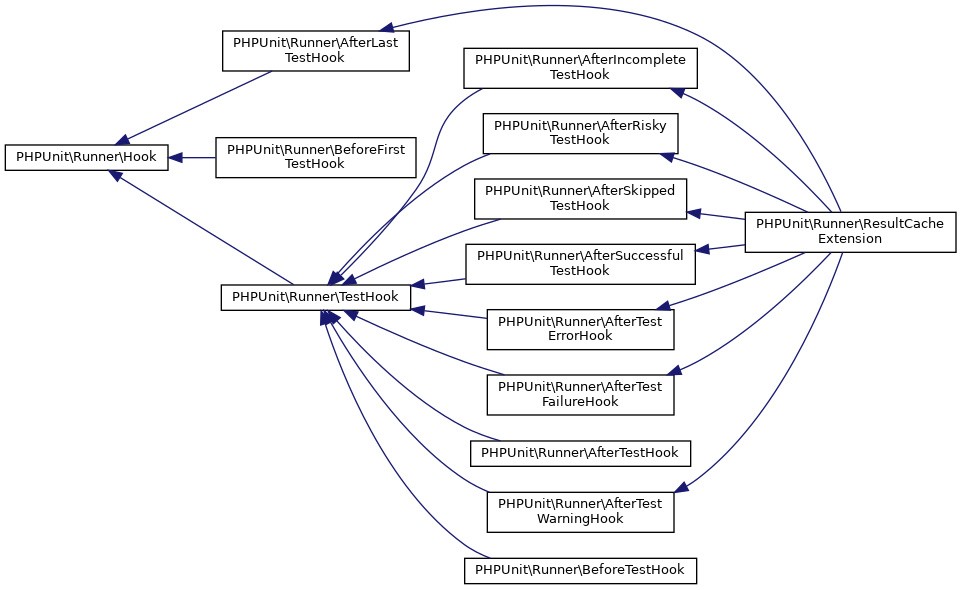 PHPUnit\Runner\AfterLast
TestHook
PHPUnit\Runner\AfterIncomplete
TestHook
PHPUnit\Runner\AfterRisky
TestHook
PHPUnit\Runner\Hook
PHPUnit\Runner\BeforeFirst
TestHook
PHPUnit\Runner\AfterSkipped
TestHook
PHPUnit\Runner\ResultCache
Extension
PHPUnit\Runner\AfterSuccessful
TestHook
PHPUnit\Runner\TestHook
PHPUnit\Runner\AfterTest
ErrorHook
PHPUnit\Runner\AfterTest
FailureHook
PHPUnit\Runner\AfterTestHook
PHPUnit\Runner\AfterTest
WarningHook
PHPUnit\Runner\BeforeTestHook